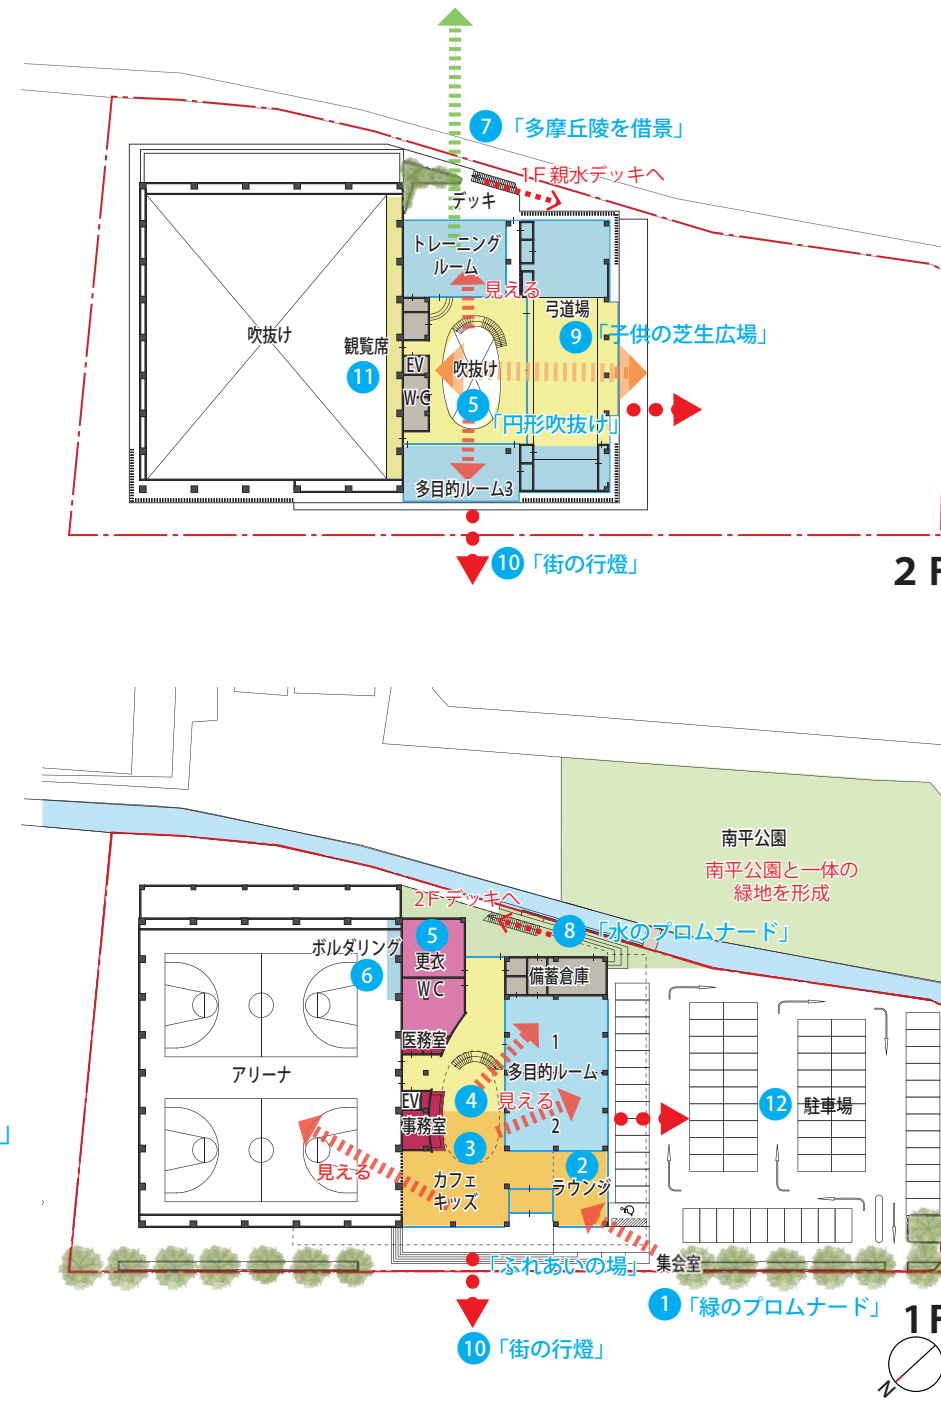 7 「多摩丘陵を借景」
1F 親水デッキへ
デッキ
トレーニング
ルーム
見える
弓道場
9 「子供の芝生広場」
吹抜け
観覧席
11
EV
吹抜け
WC
5
「円形吹抜け」
多目的ルーム3
10 「街の行燈」
2F
南平公園
南平公園と一体の
緑地を形成
2Fデッキへ
8 「水のプロムナード」
5
更衣
ボルダリング
6
WC
備蓄倉庫
医務室
1
多目的ルーム
2
アリーナ
EV
4
見える
事務室
3
12 駐車場
」
見える
カフェ
キッズ
2
ラウンジ
集会室
「ふれあいの場」
1 「緑のプロムナード」
1F
10 「街の行燈」
N